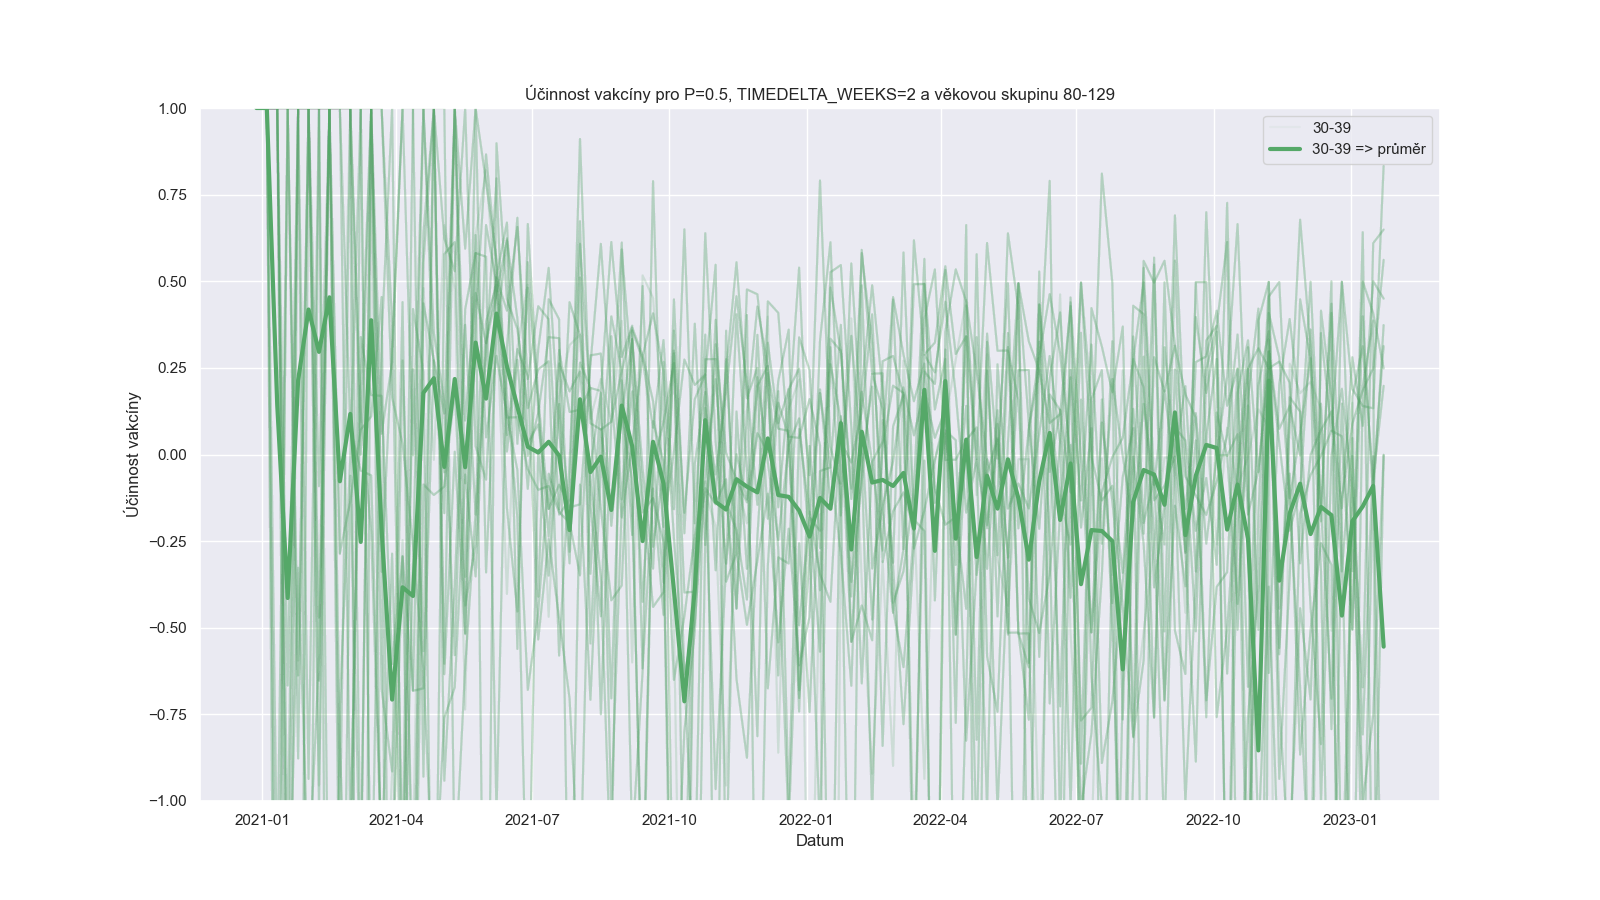 Účinnost vakcíny pro P=0.5, TIMEDELTA_WEEKS=2 a věkovou skupinu 80-129
30-39
30-39 => průměr
1.00
0.75
0.50
0.25
0.00
−0.25
−0.50
−0.75
−1.00
Účinnost vakcíny
2021-01 2021-04 2021-07 2021-10 2022-01 2022-04 2022-07 2022-10 2023-01
Datum